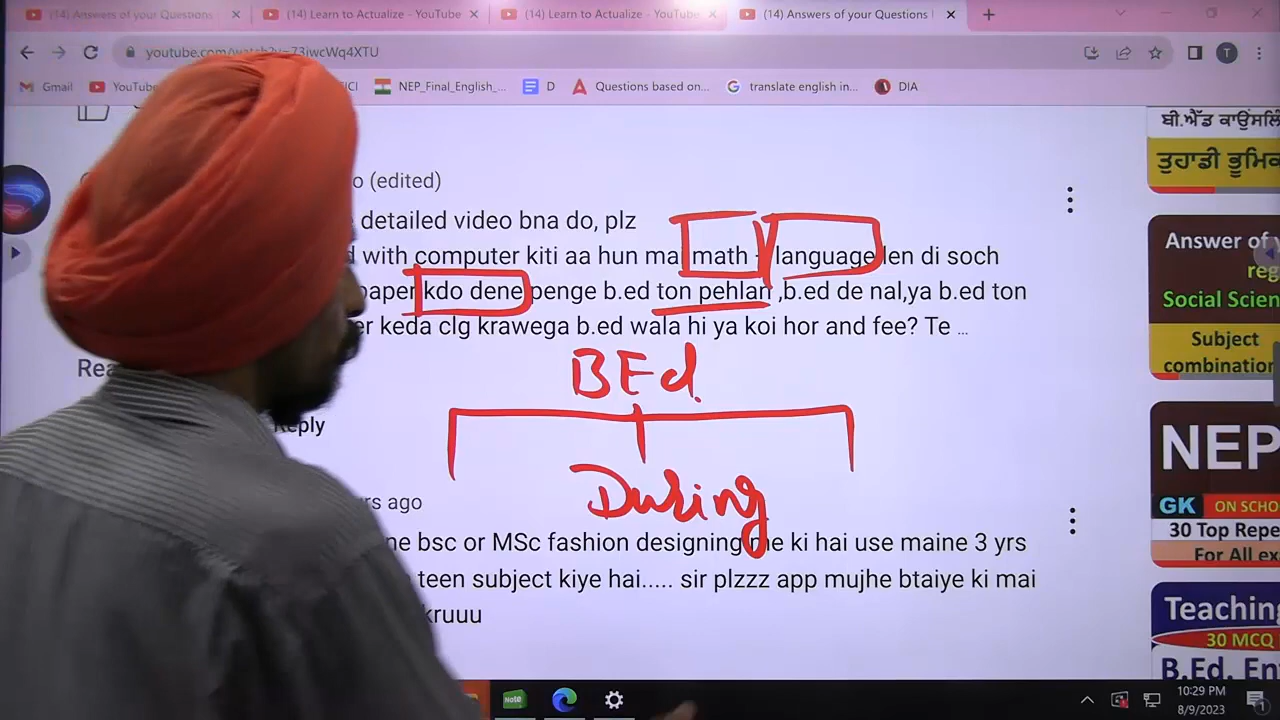 (14) Answers of your Questions
(14) Learn to Actualize - YouTube
(14) Learn to Actualize - YouTube
(14) Answers of your Questions
youtube.com/watch?v=73iwcWq4XTU
T
Gmail
YouTube
NEP_Final_English_...
D
Questions based on...
translate english in...
DIA
(edited)
detailed video bna do, plz
with computer kiti aa hun mai math language len di soch
paper kdo dene penge b.ed ton pehlan ,b.ed de nal,ya b.ed ton
keda clg krawega b.ed wala hi ya koi hor and fee? Te ...
BEd
Reply
During
ago
bsc or MSc fashion designing me ki hai use maine 3 yrs
teen subject kiye hai..... sir plzzz app mujhe btaiye ki mai
kruuu
ਬੀ.ਐੱਡ ਕਾਉਂਸਲਿੰ
ਤੁਹਾਡੀ ਭੂਮਿਕ
Answer of
reg
Social Scien
Subject
combination
NEP
GK ON SCHO
30 Top Repe
For All ex
Teaching
30 MCQ
B.Ed. Ent
Note
10:29 PM
8/9/2023
1